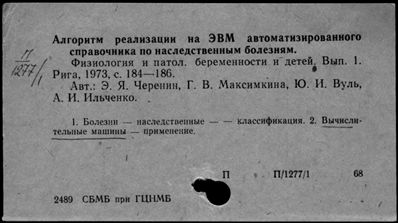 Алгоритм реализации на ЭВМ автоматизированного
справочника по наследственным болезням.
П
1277/1
Физиология и патол. беременности и детей, Вып. 1.
Рига, 1973, с. 184—186.
Авт.: Э. Я. Черенин, Г. В. Максимкина, Ю. И. Вуль,
А. И. Ильченко.
1. Болезни — наследственные — — классификация. 2. Вычисли-
тельные машины — применение.
П П/1277/1 68
2489 СБМБ при ГЦНМБ